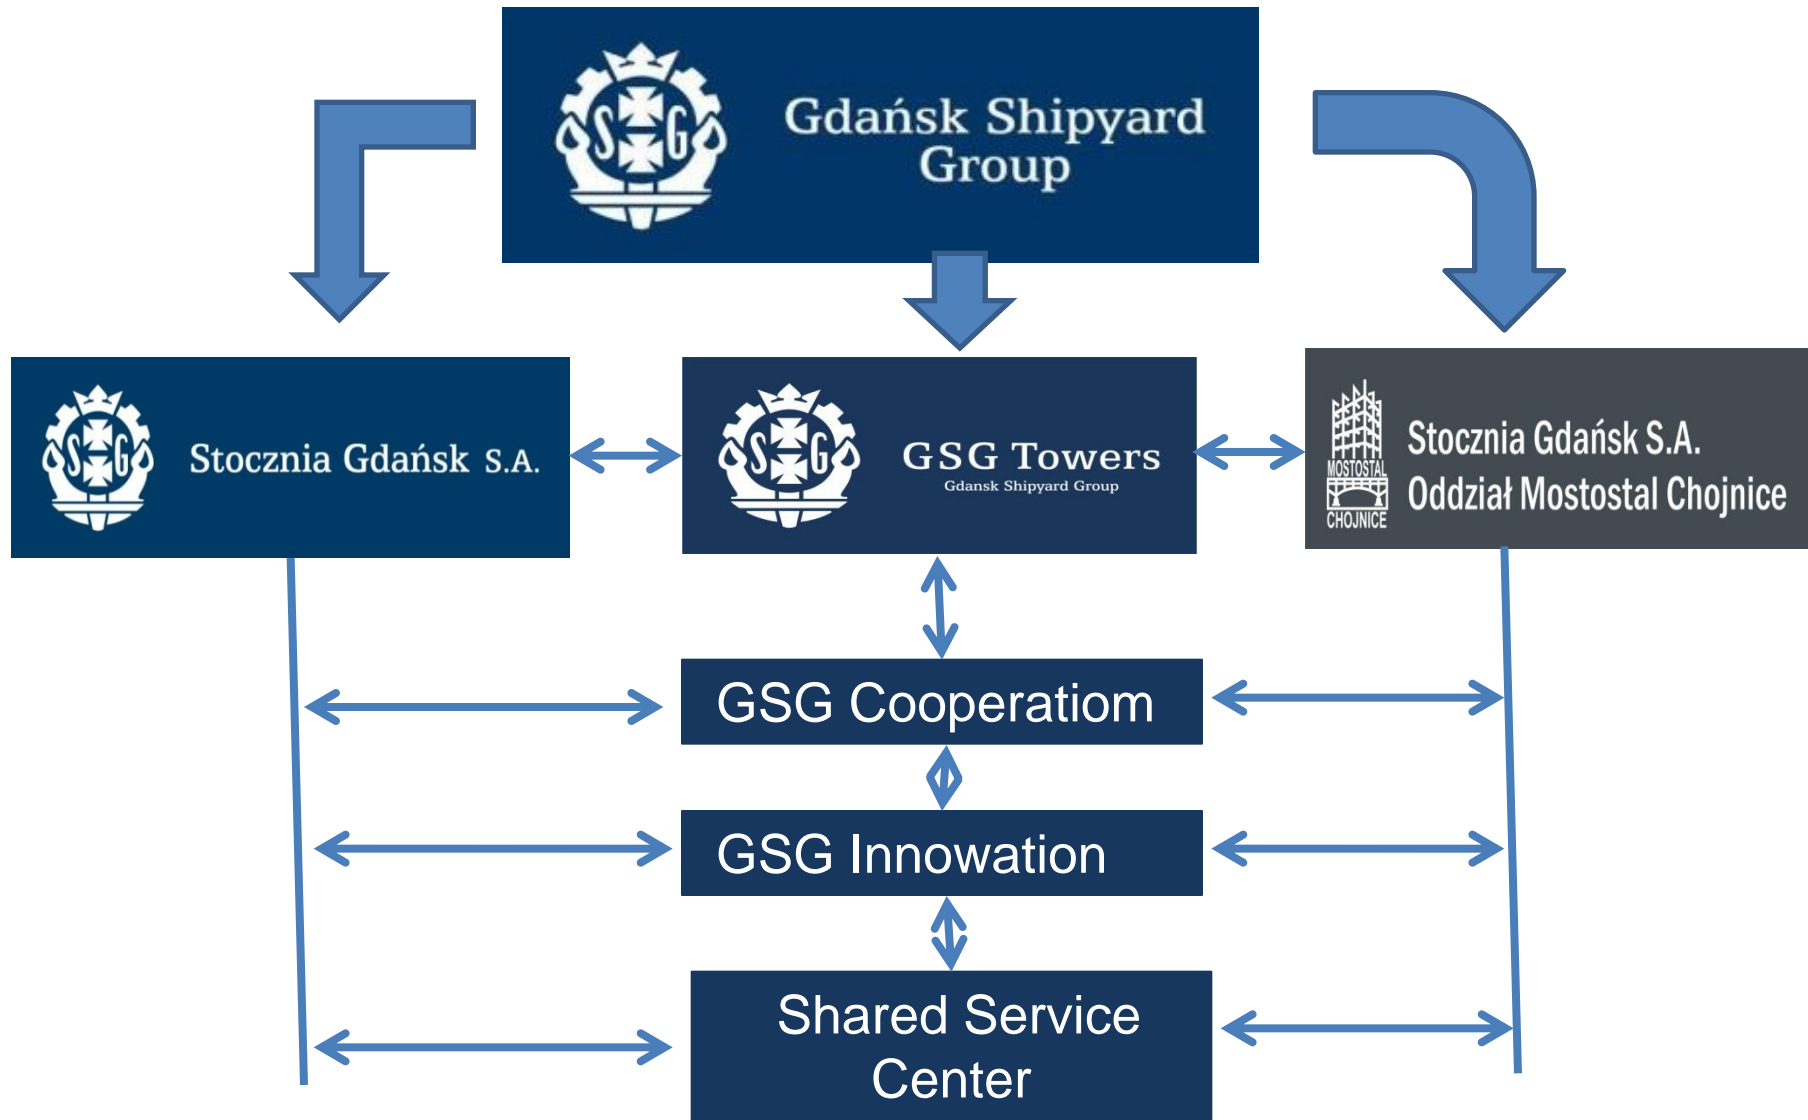 S G
Gdańsk Shipyard
Group
S G
Stocznia Gdańsk S.A.
S G
GSG Towers
Gdansk Shipyard Group
MOSTOSTAL
CHOJNICE
Stocznia Gdańsk S.A.
Oddział Mostostal Chojnice
GSG Cooperatiom
GSG Innowation
Shared Service
Center